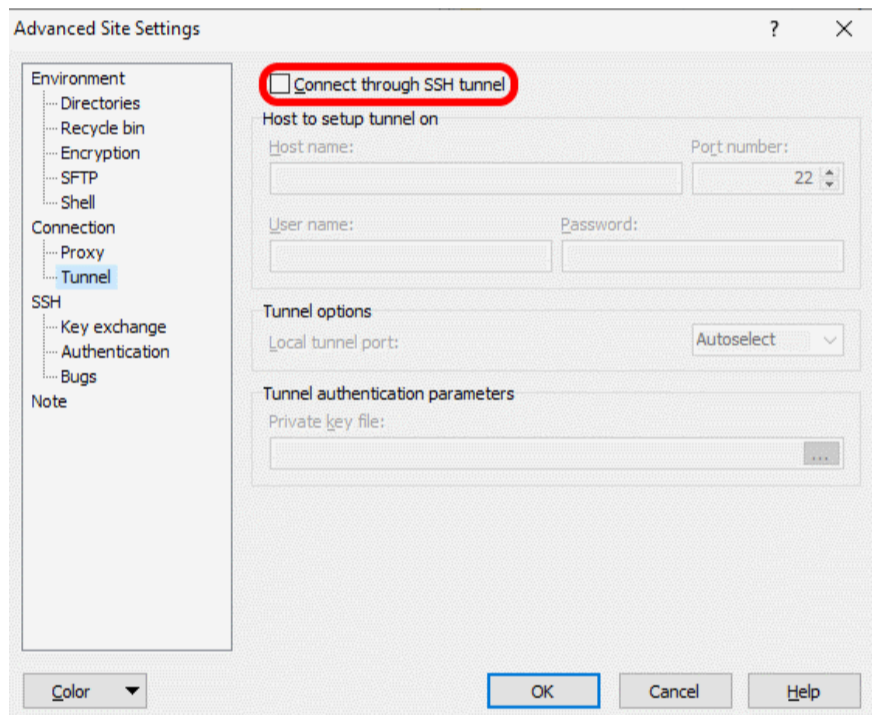 Advanced Site Settings ? ×
Environment
Directories
Recycle bin
Encryption
SFTP
Shell
Connection
Proxy
Tunnel
SSH
Key exchange
Authentication
Bugs
Note
Connect through SSH tunnel
Host to setup tunnel on
Host name: Port number:
22
User name: Password:
Tunnel options
Local tunnel port: Autoselect
Tunnel authentication parameters
Private key file:
...
Color OK Cancel Help